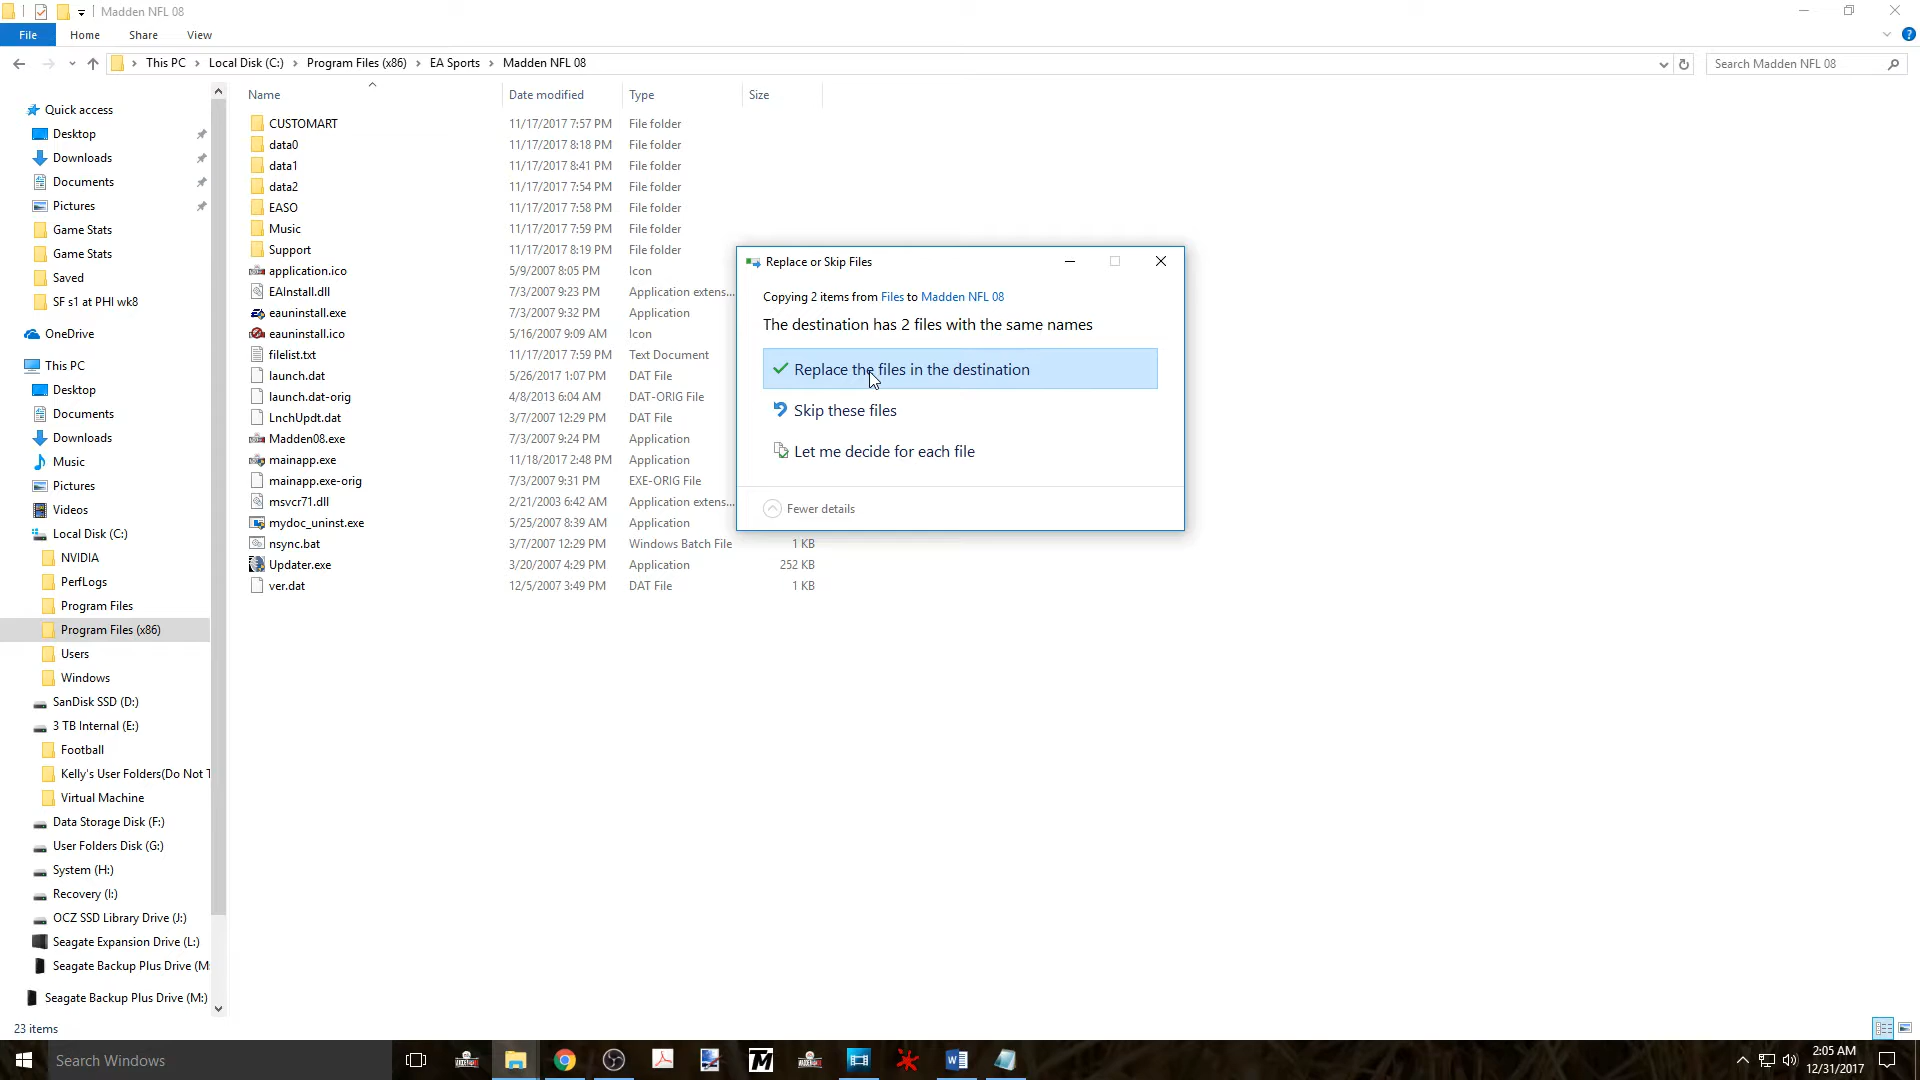 Madden NFL 08
File Home Share View
This PC Local Disk (C:) Program Files (x86) EA Sports Madden NFL 08
Search Madden NFL 08
Name Date modified Type Size
Quick access
Desktop
Downloads
Documents
Pictures
Game Stats
Game Stats
Saved
SF s1 at PHI wk8
OneDrive
This PC
Desktop
Documents
Downloads
Music
Pictures
Videos
Local Disk (C:)
NVIDIA
PerfLogs
Program Files
Program Files (x86)
Users
Windows
SanDisk SSD (D:)
3 TB Internal (E:)
Football
Kelly's User Folders(Do Not T
Virtual Machine
Data Storage Disk (F:)
User Folders Disk (G:)
System (H:)
Recovery (I:)
OCZ SSD Library Drive (J:)
Seagate Expansion Drive (L:)
Seagate Backup Plus Drive (M:
Seagate Backup Plus Drive (M:)
CUSTOMART 11/17/2017 7:57 PM File folder
data0 11/17/2017 8:18 PM File folder
data1 11/17/2017 8:41 PM File folder
data2 11/17/2017 7:54 PM File folder
EASO 11/17/2017 7:58 PM File folder
Music 11/17/2017 7:59 PM File folder
Support 11/17/2017 8:19 PM File folder
application.ico 5/9/2007 8:05 PM Icon
EAInstall.dll 7/3/2007 9:23 PM Application extens...
eauninstall.exe 7/3/2007 9:32 PM Application
eauninstall.ico 5/16/2007 9:09 AM Icon
filelist.txt 11/17/2017 7:59 PM Text Document
launch.dat 5/26/2017 1:07 PM DAT File
launch.dat-orig 4/8/2013 6:04 AM DAT-ORIG File
LnchUpdt.dat 3/7/2007 12:29 PM DAT File
Madden08.exe 7/3/2007 9:24 PM Application
mainapp.exe 11/18/2017 2:48 PM Application
mainapp.exe-orig 7/3/2007 9:31 PM EXE-ORIG File
msvcr71.dll 2/21/2003 6:42 AM Application extens...
mydoc_uninst.exe 5/25/2007 8:39 AM Application
nsync.bat 3/7/2007 12:29 PM Windows Batch File 1 KB
Updater.exe 3/20/2007 4:29 PM Application 252 KB
ver.dat 12/5/2007 3:49 PM DAT File 1 KB
Replace or Skip Files
Copying 2 items from Files to Madden NFL 08
The destination has 2 files with the same names
Replace the files in the destination
Skip these files
Let me decide for each file
Fewer details
23 items
Search Windows
2:05 AM
12/31/2017